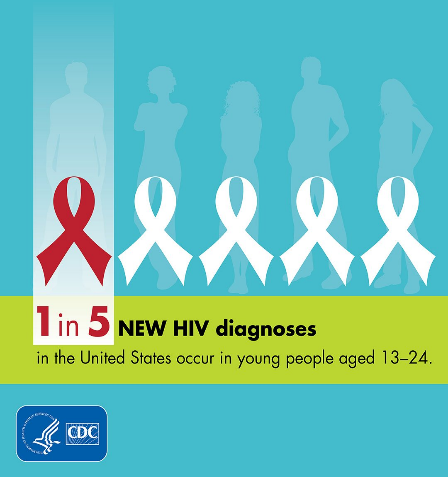 1 in 5 NEW HIV diagnoses
in the United States occur in young people aged 13–24.
CDC